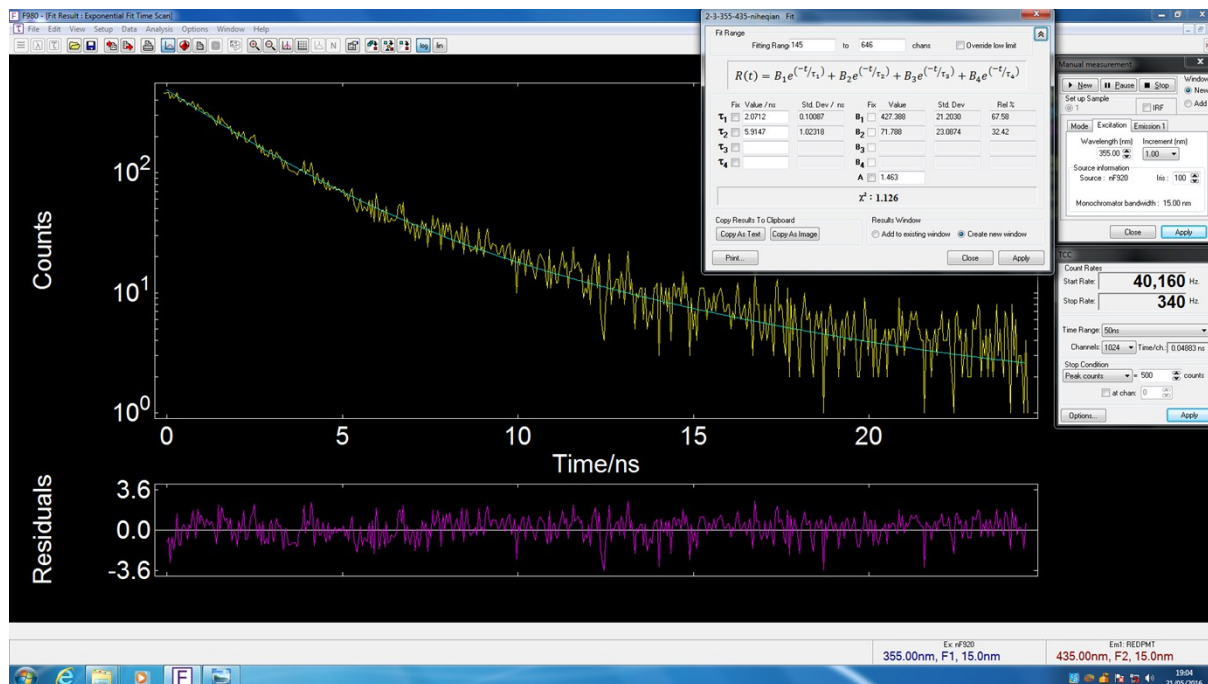 F980 - [Fit Result : Exponential Fit Time Scan]
File Edit View Setup Data Analysis Options Window Help
log lin
Counts
10²
10¹
10⁰
0 5 10 15 20
Time/ns
Residuals
3.6
0.0
-3.6
2-3-355-435-niheqian Fit
Fit Range
Fitting Rang 145 to 646 chans Override low limit
R(t) = B₁e^(-t/τ₁) + B₂e^(-t/τ₂) + B₃e^(-t/τ₃) + B₄e^(-t/τ₄)
Fix Value / ns Std. Dev / ns Fix Value Std. Dev Rel %
τ₁ 2.0712 0.10087 B₁ 427.388 21.2030 67.58
τ₂ 5.9147 1.02318 B₂ 71.788 23.0874 32.42
τ₃ B₃
τ₄ B₄
A 1.463
χ² : 1.126
Copy Results To Clipboard Results Window
Copy As Text Copy As Image Add to existing window Create new window
Print... Close Apply
Manual measurement
New Pause Stop Window
New
Set up Sample
1 IRF Add
Mode Excitation Emission 1
Wavelength (nm) Increment (nm)
355.00 1.00
Source information
Source : nF920 Iris : 100
Monochromator bandwidth : 15.00 nm
Close Apply
Count Rates
Start Rate: 40,160 Hz.
Stop Rate: 340 Hz.
Time Range: 50ns
Channels: 1024 Time/ch.: 0.04883 ns
Stop Condition
Peak counts = 500 counts
at chan: 0
Options... Apply
Ex: nF920 Em1: REDPMT
355.00nm, F1, 15.0nm 435.00nm, F2, 15.0nm
19:04
31/05/2016